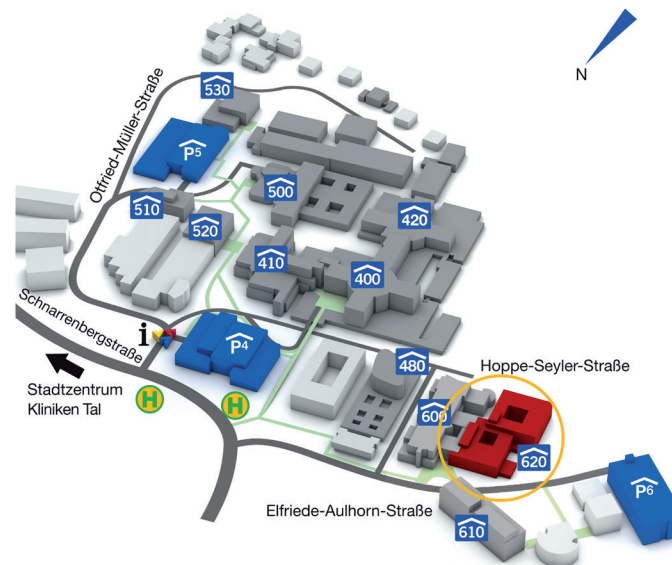 N
530
Otfried-Müller-Straße
P5
500
510
520
420
410
400
Schnarrenbergstraße
i
P4
Stadtzentrum
Kliniken Tal
H
H
480
Hoppe-Seyler-Straße
600
620
Elfriede-Aulhorn-Straße
610
P6